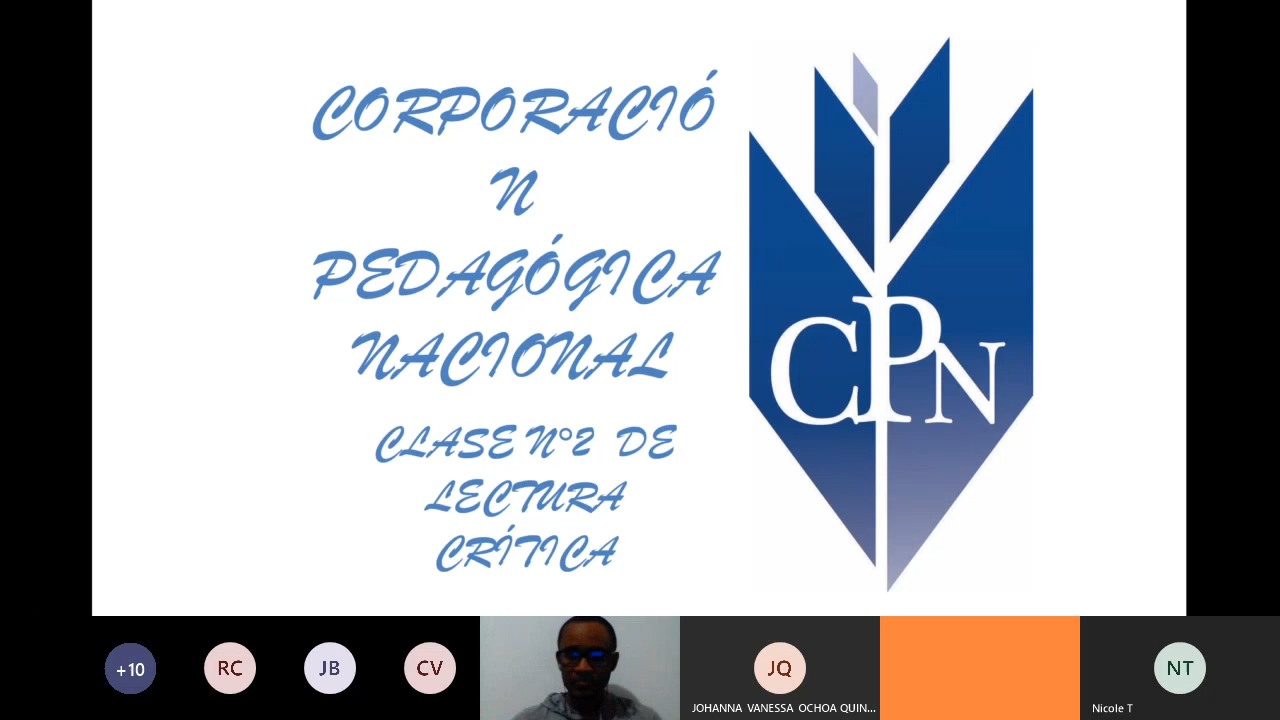 CORPORACIÓ
N
PEDAGÓGICA
NACIONAL
CLASE N°2 DE
LECTURA
CRÍTICA
CPN
+10
RC
JB
CV
JQ
JOHANNA VANESSA OCHOA QUIN...
NT
Nicole T